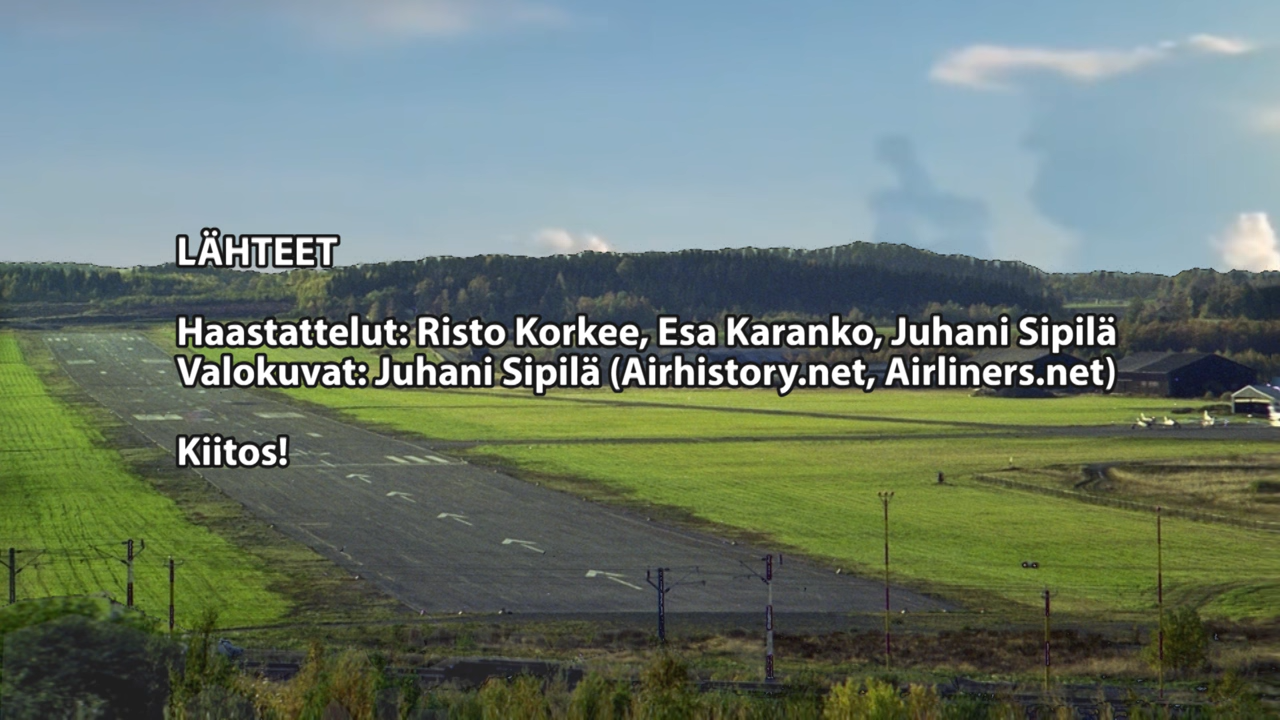 LÄHTEET
Haastattelut: Risto Korkee, Esa Karanko, Juhani Sipilä
Valokuvat: Juhani Sipilä (Airhistory.net, Airliners.net)
Kiitos!